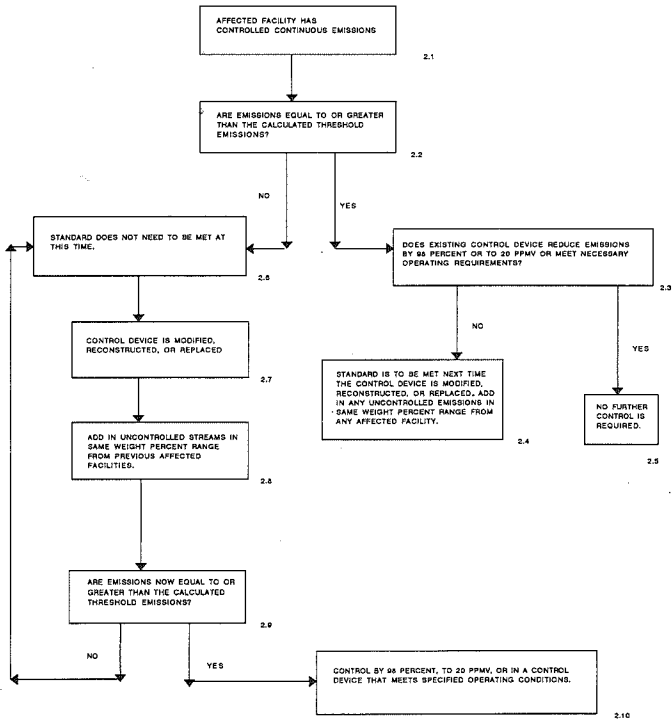 AFFECTED FACILITY HAS
CONTROLLED CONTINUOUS EMISSIONS
2.1
ARE EMISSIONS EQUAL TO OR GREATER
THAN THE CALCULATED THRESHOLD
EMISSIONS?
2.2
NO
YES
STANDARD DOES NOT NEED TO BE MET AT
THIS TIME.
2.6
DOES EXISTING CONTROL DEVICE REDUCE EMISSIONS
BY 98 PERCENT OR TO 20 PPMV OR MEET NECESSARY
OPERATING REQUIREMENTS?
2.3
NO
YES
CONTROL DEVICE IS MODIFIED,
RECONSTRUCTED, OR REPLACED
2.7
STANDARD IS TO BE MET NEXT TIME
THE CONTROL DEVICE IS MODIFIED,
RECONSTRUCTED, OR REPLACED. ADD
IN ANY UNCONTROLLED EMISSIONS IN
SAME WEIGHT PERCENT RANGE FROM
ANY AFFECTED FACILITY.
2.4
NO FURTHER
CONTROL IS
REQUIRED.
2.5
ADD IN UNCONTROLLED STREAMS IN
SAME WEIGHT PERCENT RANGE
FROM PREVIOUS AFFECTED
FACILITIES.
2.8
ARE EMISSIONS NOW EQUAL TO OR
GREATER THAN THE CALCULATED
THRESHOLD EMISSIONS?
2.9
NO
YES
CONTROL BY 98 PERCENT, TO 20 PPMV, OR IN A CONTROL
DEVICE THAT MEETS SPECIFIED OPERATING CONDITIONS.
2.10